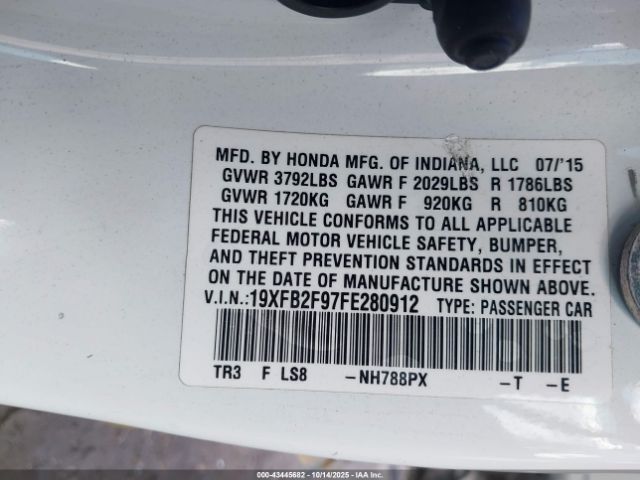 MFD. BY HONDA MFG. OF INDIANA, LLC 07/'15
GVWR 3792LBS GAWR F 2029LBS R 1786LBS
GVWR 1720KG GAWR F 920KG R 810KG
THIS VEHICLE CONFORMS TO ALL APPLICABLE
FEDERAL MOTOR VEHICLE SAFETY, BUMPER,
AND THEFT PREVENTION STANDARDS IN EFFECT
ON THE DATE OF MANUFACTURE SHOWN ABOVE.
V.I.N.:19XFB2F97FE280912 TYPE: PASSENGER CAR
TR3 F LS8 -NH788PX -T -E
000-43445682 - 10/14/2025 - IAAI.COM